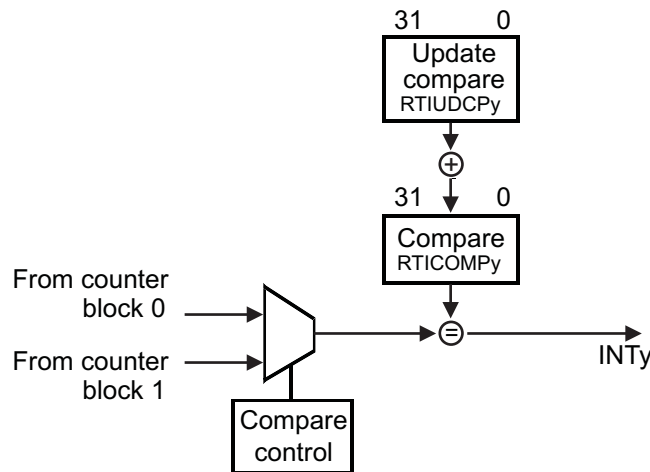 31 0
Update
compare
RTIUDCPy
+
31 0
Compare
RTICOMPy
From counter
block 0
=
INTy
From counter
block 1
Compare
control